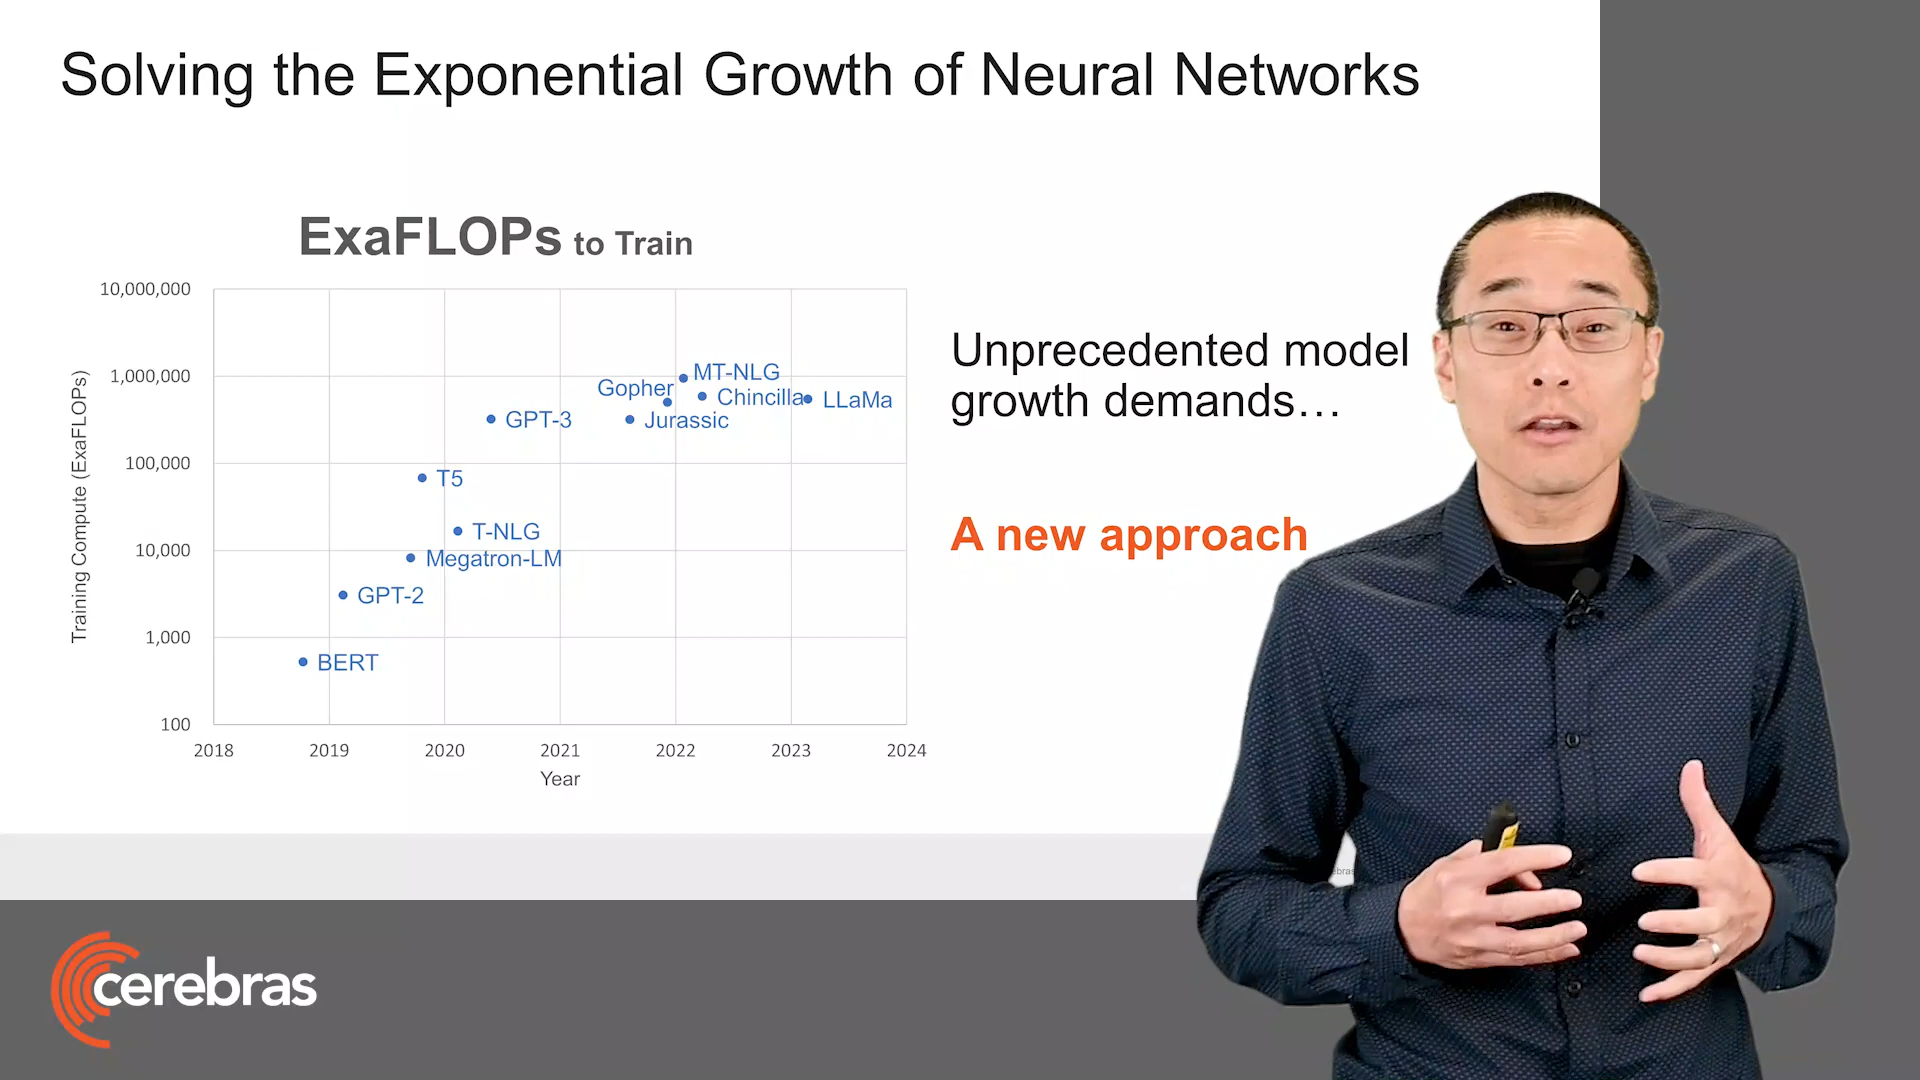 Solving the Exponential Growth of Neural Networks
ExaFLOPs to Train
10,000,000
1,000,000
100,000
10,000
1,000
100
Training Compute (ExaFLOPs)
MT-NLG
Gopher
Chincilla
LLaMa
GPT-3
Jurassic
T5
T-NLG
Megatron-LM
GPT-2
BERT
2018 2019 2020 2021 2022 2023 2024
Year
Unprecedented model
growth demands…
A new approach
cerebras